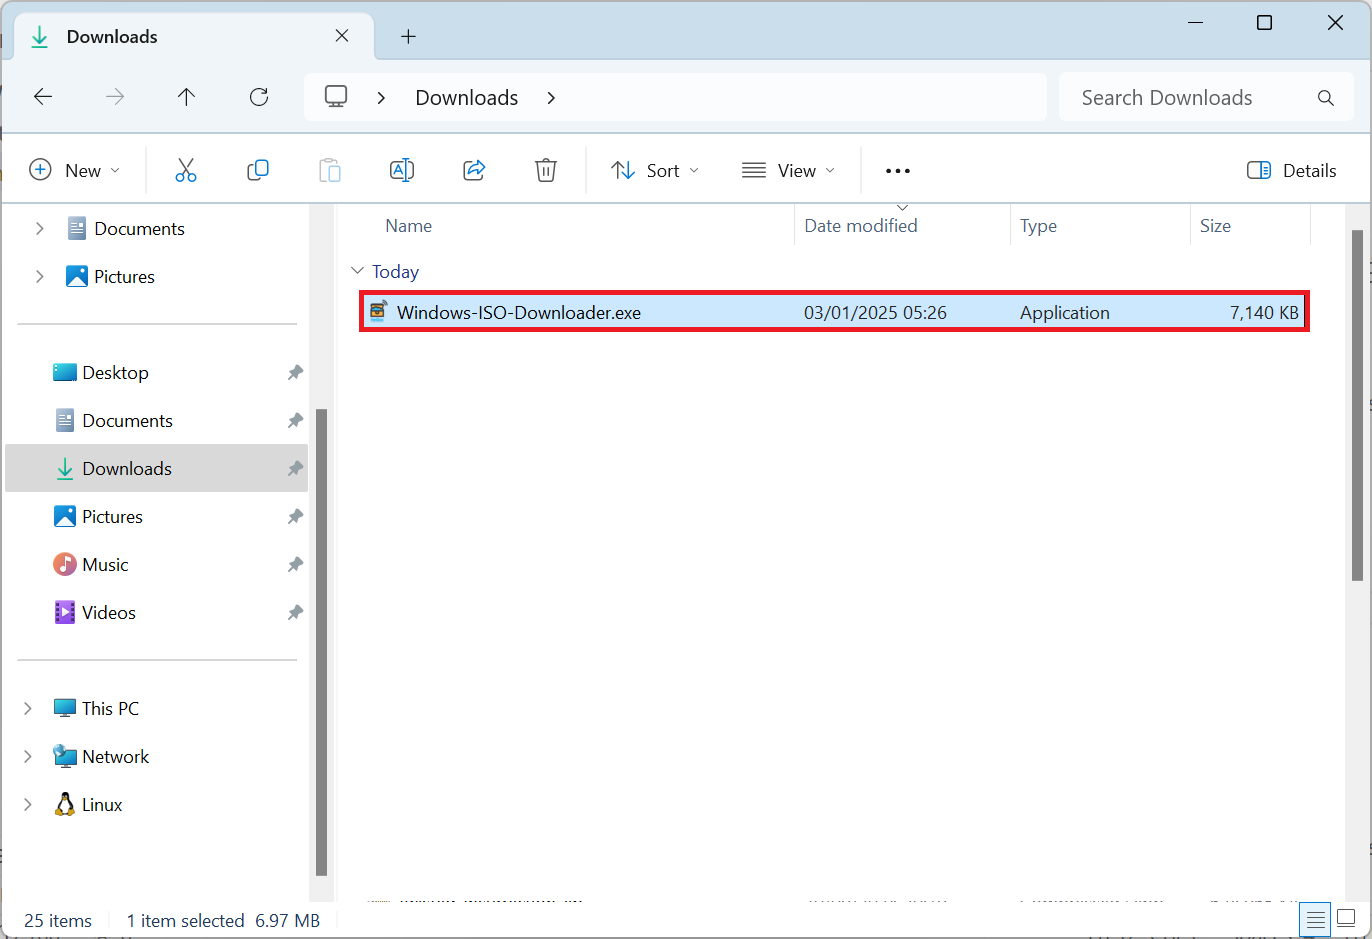 Downloads
Downloads
Search Downloads
New
Sort
View
Details
Documents
Pictures
Desktop
Documents
Downloads
Pictures
Music
Videos
This PC
Network
Linux
Name Date modified Type Size
Today
Windows-ISO-Downloader.exe 03/01/2025 05:26 Application 7,140 KB
25 items 1 item selected 6.97 MB